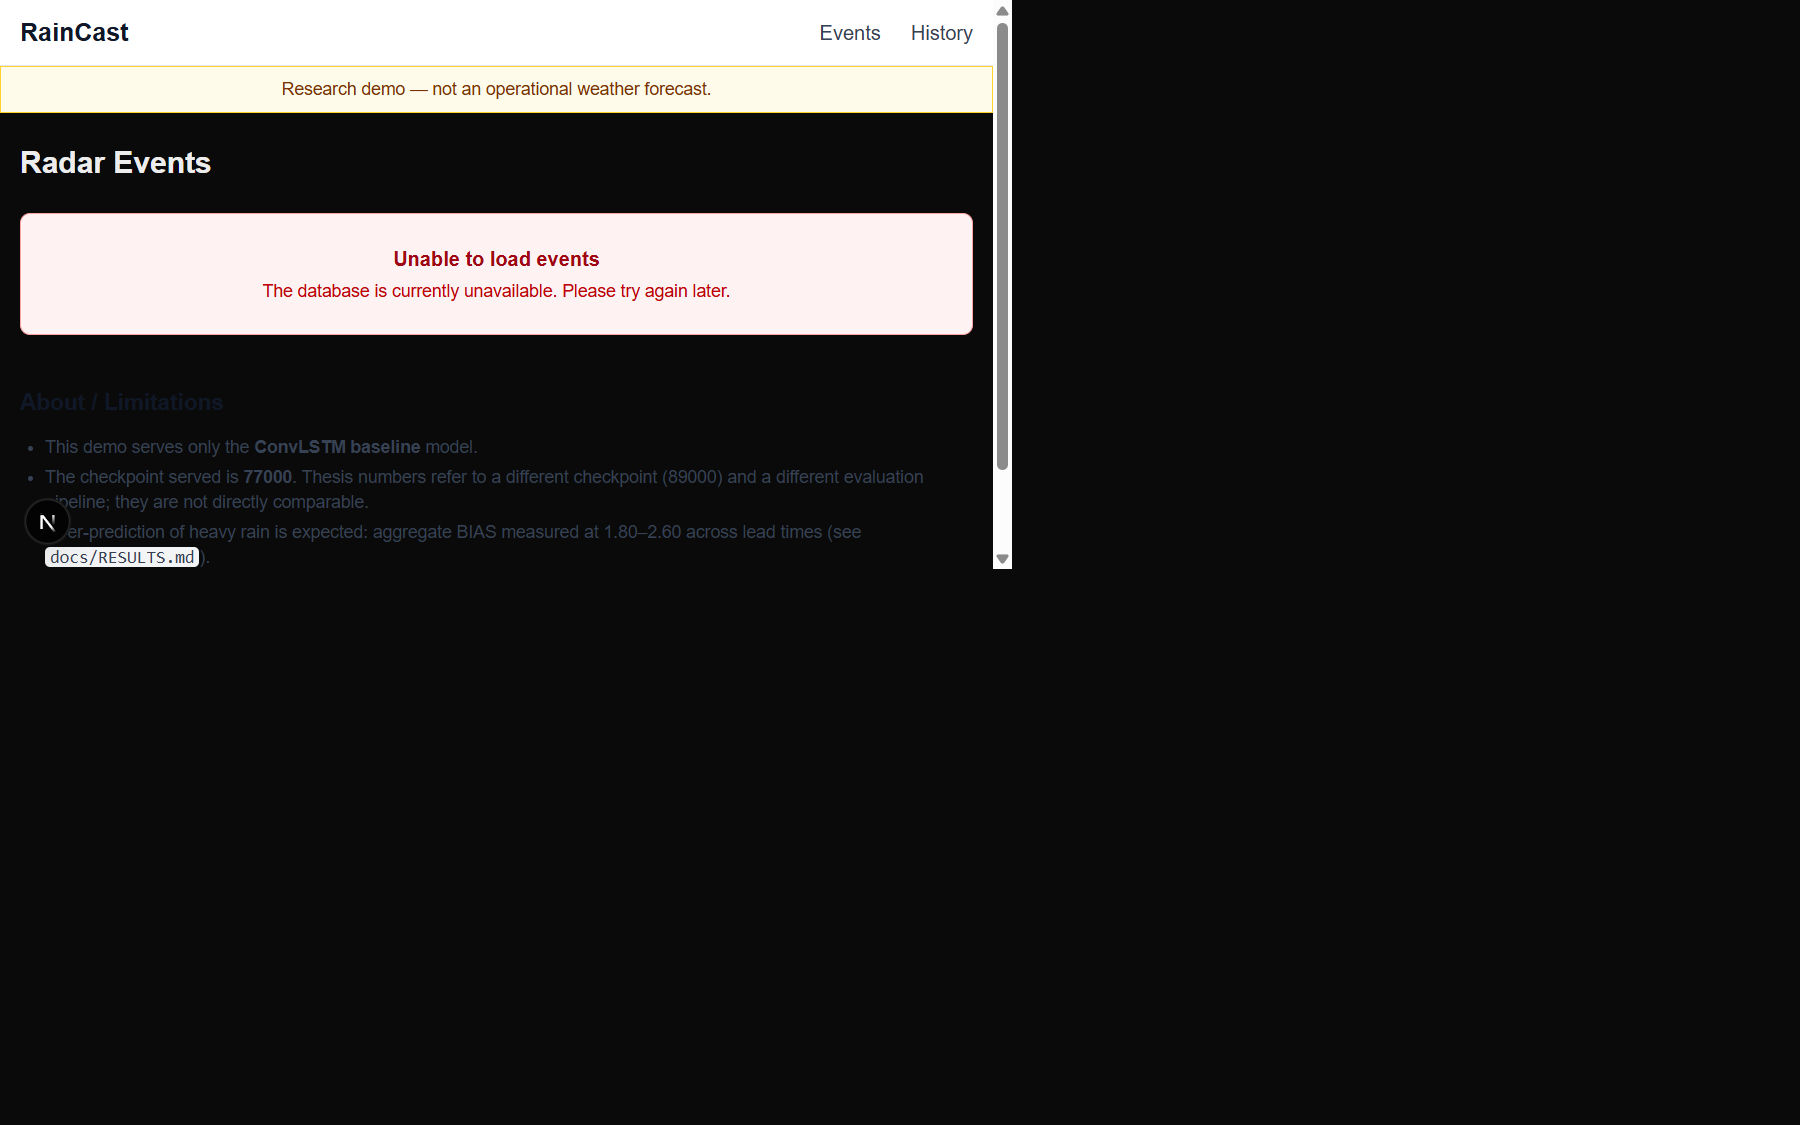 RainCast
Events History
Research demo — not an operational weather forecast.
Radar Events
Unable to load events
The database is currently unavailable. Please try again later.
About / Limitations
This demo serves only the ConvLSTM baseline model.
The checkpoint served is 77000. Thesis numbers refer to a different checkpoint (89000) and a different evaluation
ipeline; they are not directly comparable.
er-prediction of heavy rain is expected: aggregate BIAS measured at 1.80–2.60 across lead times (see
docs/RESULTS.md).
N